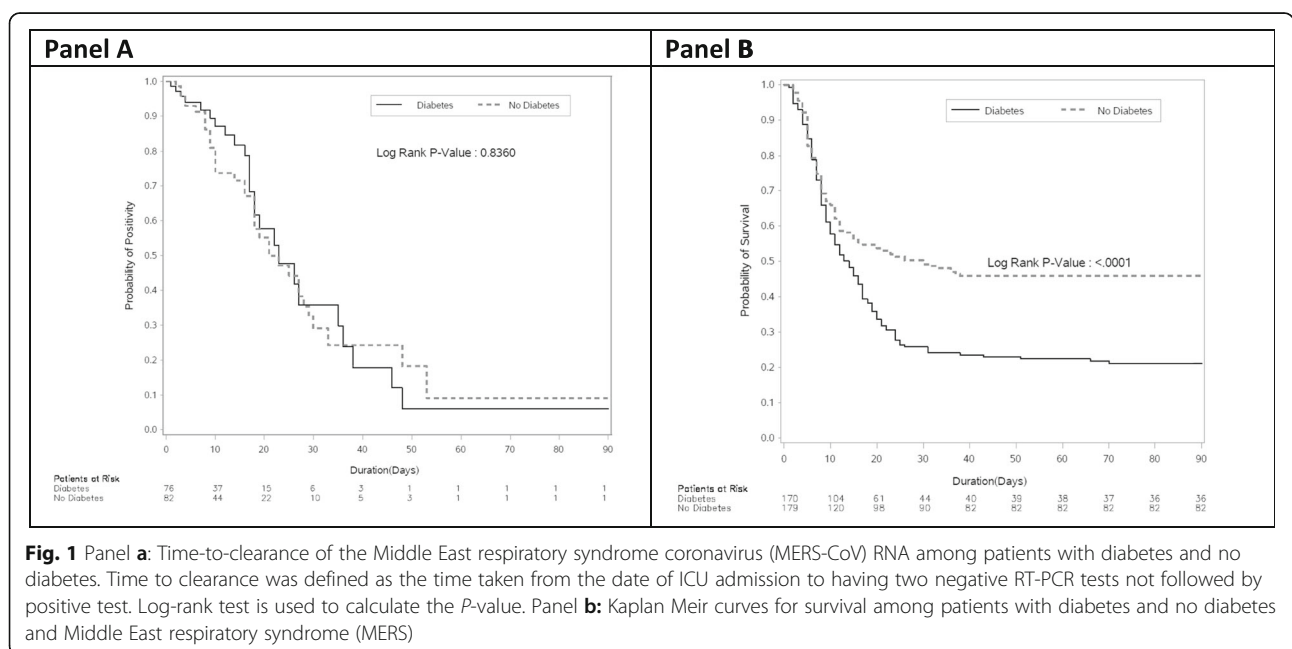 Panel A
1.0
0.9
0.8
0.7
0.6
0.5
0.4
0.3
0.2
0.1
0.0
Probability of Positivity
Diabetes No Diabetes
Log Rank P-Value : 0.8360
0 10 20 30 40 50 60 70 80 90
Duration(Days)
Patients at Risk
Diabetes 76 37 15 6 3 1 1 1 1 1
No Diabetes 82 44 22 10 5 3 1 1 1 1
Panel B
1.0
0.9
0.8
0.7
0.6
0.5
0.4
0.3
0.2
0.1
0.0
Probability of Survival
Diabetes No Diabetes
Log Rank P-Value : <.0001
0 10 20 30 40 50 60 70 80 90
Duration(Days)
Patients at Risk
Diabetes 170 104 61 44 40 39 38 37 36 36
No Diabetes 179 120 98 90 82 82 82 82 82 82
Fig. 1 Panel a: Time-to-clearance of the Middle East respiratory syndrome coronavirus (MERS-CoV) RNA among patients with diabetes and no
diabetes. Time to clearance was defined as the time taken from the date of ICU admission to having two negative RT-PCR tests not followed by
positive test. Log-rank test is used to calculate the P-value. Panel b: Kaplan Meir curves for survival among patients with diabetes and no diabetes
and Middle East respiratory syndrome (MERS)